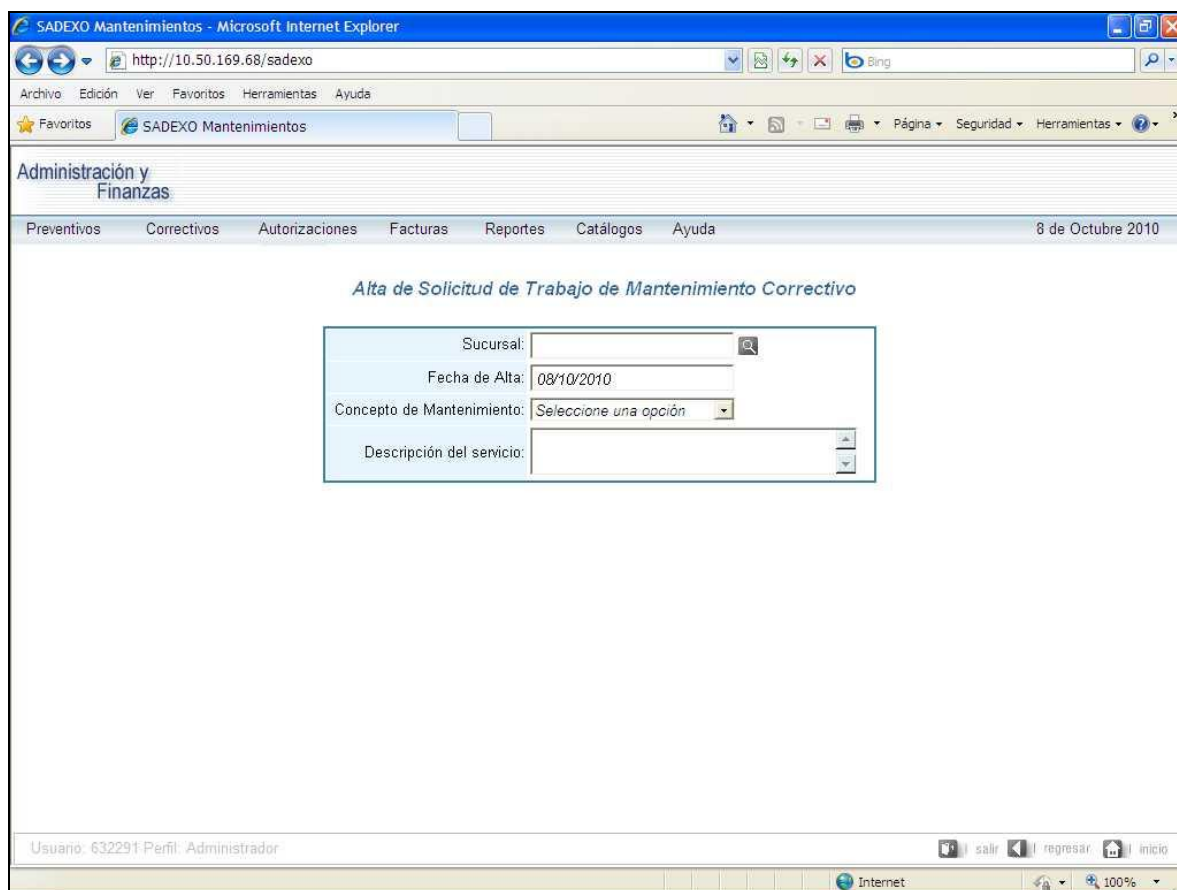 SADEXO Mantenimientos - Microsoft Internet Explorer
http://10.50.169.68/sadexo
Bing
Archivo Edición Ver Favoritos Herramientas Ayuda
Favoritos SADEXO Mantenimientos Página Seguridad Herramientas
Administración y
Finanzas
Preventivos Correctivos Autorizaciones Facturas Reportes Catálogos Ayuda 8 de Octubre 2010
Alta de Solicitud de Trabajo de Mantenimiento Correctivo
Sucursal:
Fecha de Alta: 08/10/2010
Concepto de Mantenimiento: Seleccione una opción
Descripción del servicio:
Usuario: 632291 Perfil: Administrador salir regresar inicio
Internet 100%